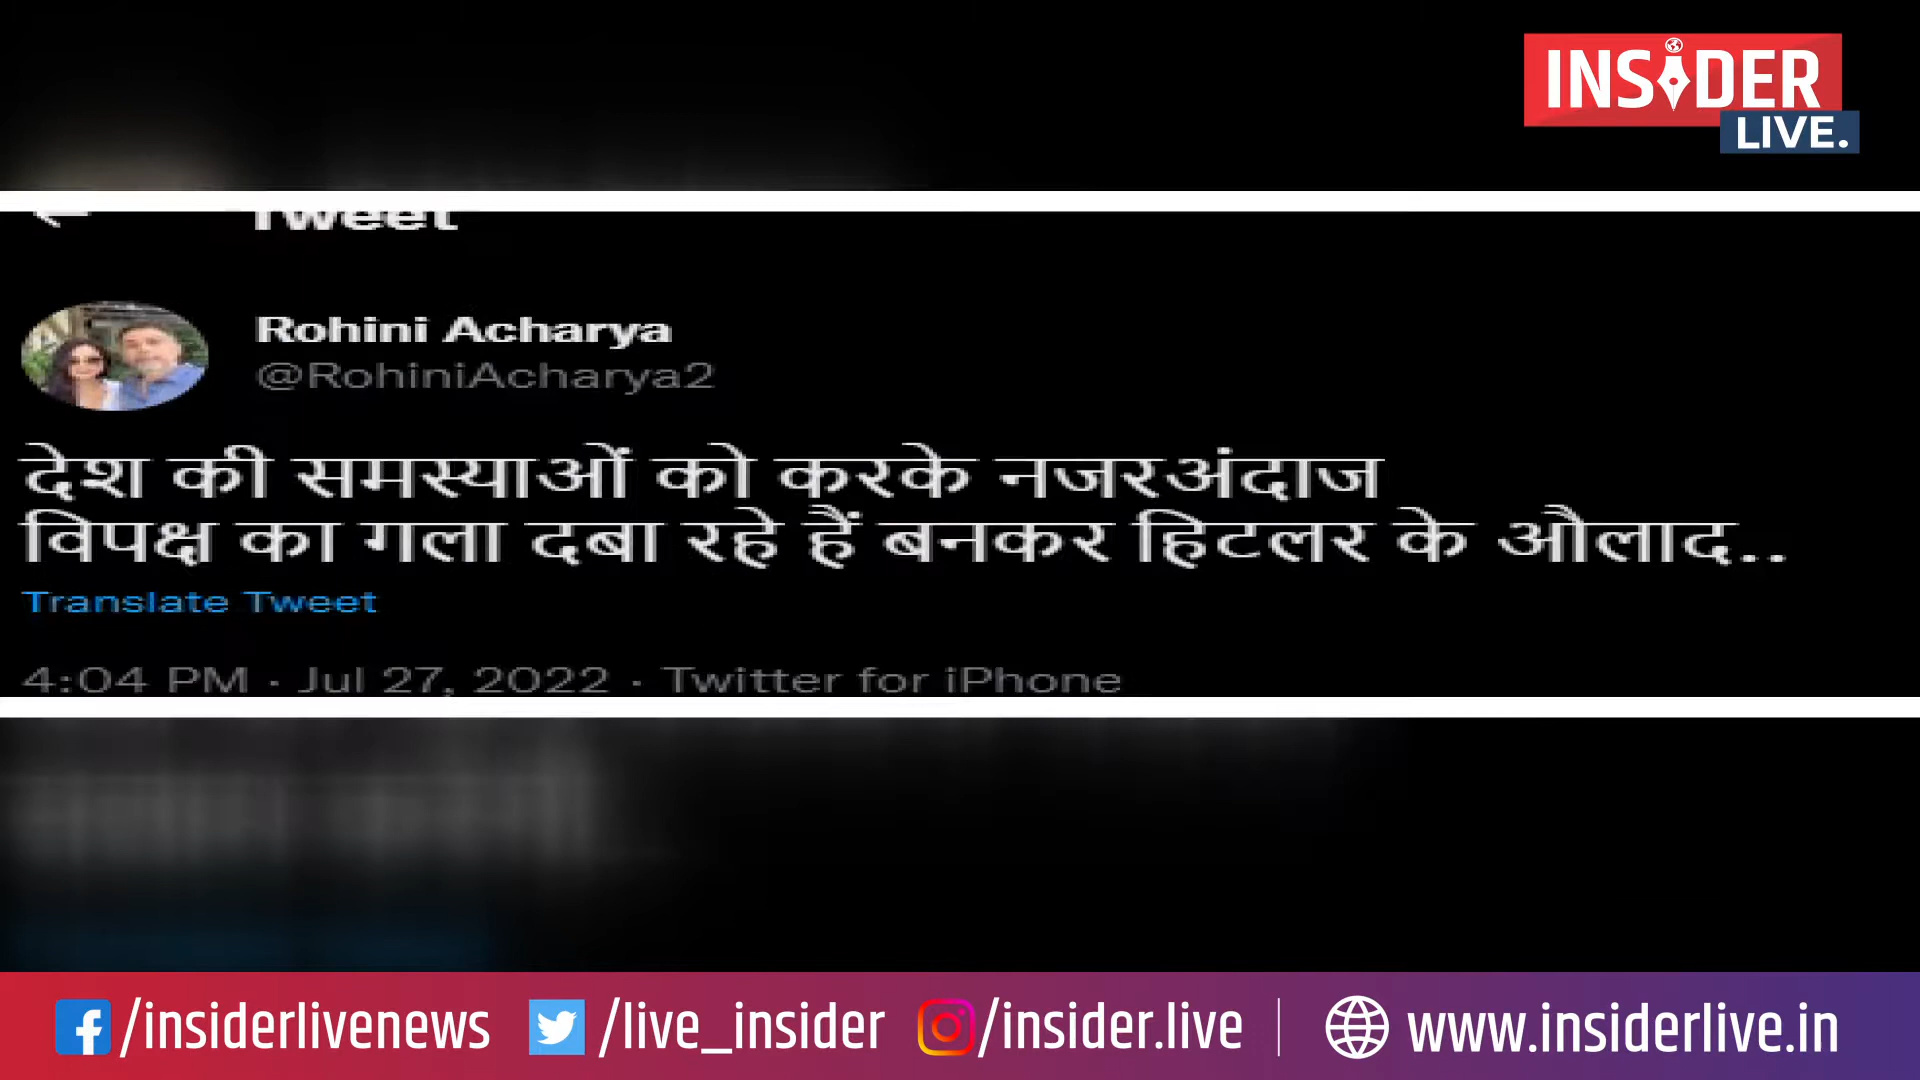 INSiDER
LIVE.
Tweet
Rohini Acharya
@RohiniAcharya2
देश की समस्याओं को करके नजरअंदाज
विपक्ष का गला दबा रहे हैं बनकर हिटलर के औलाद..
Translate Tweet
4:04 PM · Jul 27, 2022 · Twitter for iPhone
/insiderlivenews /live_insider /insider.live | www.insiderlive.in